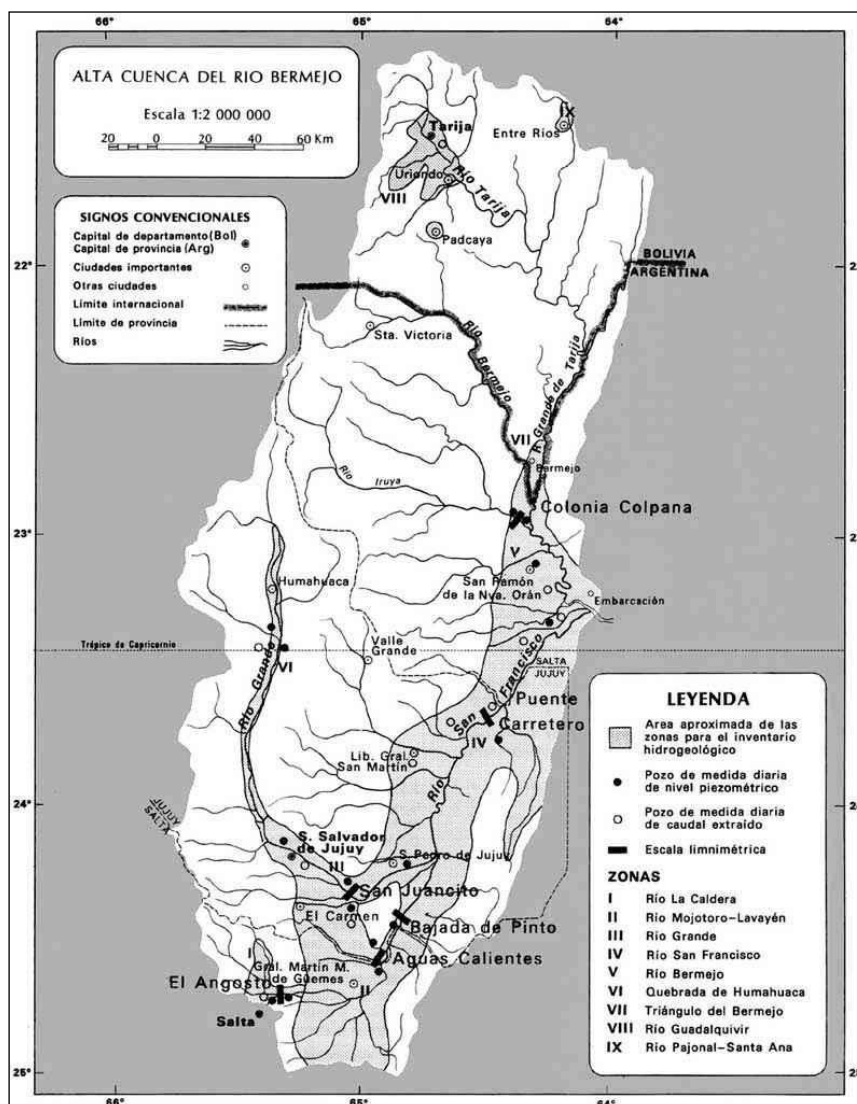 66°
65°
64°
ALTA CUENCA DEL RIO BERMEJO
Escala 1:2 000 000
20 0 20 40 60 Km
SIGNOS CONVENCIONALES
Capital de departamento (Bol)
Capital de provincia (Arg)
Ciudades importantes
Otras ciudades
Límite internacional
Límite de provincia
Ríos
Tarija
Entre Ríos
IX
Uriondo
VIII
Río Tarija
Padcaya
BOLIVIA
ARGENTINA
22°
Sta. Victoria
Río Bermejo
R. Grande de Tarija
VII
Bermejo
Río Iruya
Colonia Colpana
23°
V
Humahuaca
San Ramón
de la Nva. Orán
Embarcación
Trópico de Capricornio
Valle
Grande
VI
Río Grande
SALTA
JUJUY
Río San Francisco
Puente
Carretero
IV
Lib. Gral.
San Martín
24°
JUJUY
SALTA
S. Salvador
de Jujuy
III
S. Pedro de Jujuy
San Juancito
El Carmen
Bajada de Pinto
I
Gral. Martín M.
de Güemes
Aguas Calientes
El Angosto
II
Salta
25°
LEYENDA
Area aproximada de las
zonas para el inventario
hidrogeológico
Pozo de medida diaria
de nivel piezométrico
Pozo de medida diaria
de caudal extraído
Escala limnimétrica
ZONAS
I Río La Caldera
II Río Mojotoro-Lavayén
III Río Grande
IV Río San Francisco
V Río Bermejo
VI Quebrada de Humahuaca
VII Triángulo del Bermejo
VIII Río Guadalquivir
IX Río Pajonal-Santa Ana
25
66°
65°